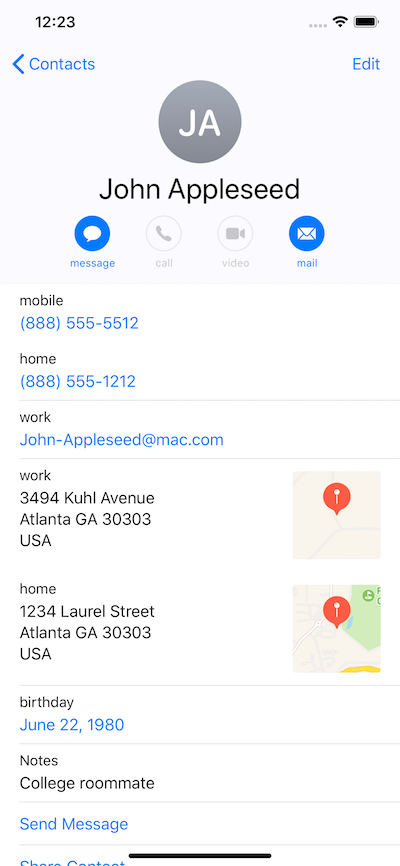 12:23
Contacts
Edit
JA
John Appleseed
message
call
video
mail
mobile
(888) 555-5512
home
(888) 555-1212
work
John-Appleseed@mac.com
work
3494 Kuhl Avenue
Atlanta GA 30303
USA
home
1234 Laurel Street
Atlanta GA 30303
USA
birthday
June 22, 1980
Notes
College roommate
Send Message
Share Contact